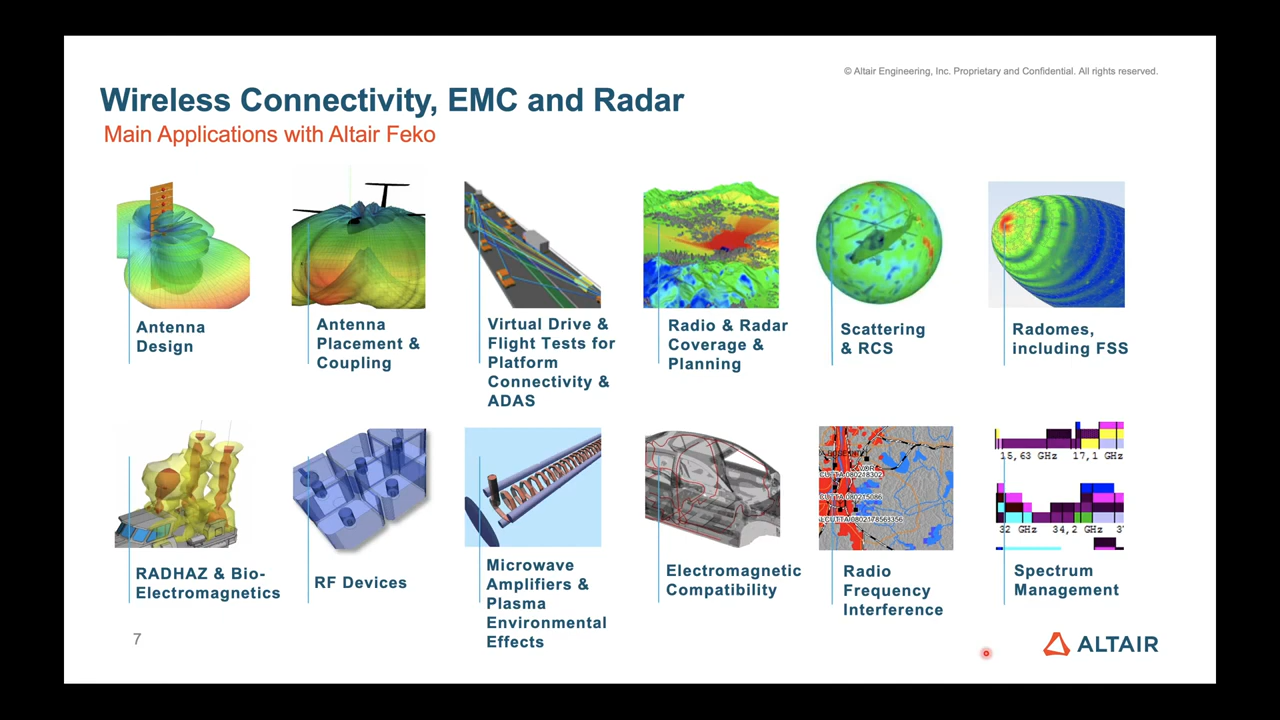 © Altair Engineering, Inc. Proprietary and Confidential. All rights reserved.
Wireless Connectivity, EMC and Radar
Main Applications with Altair Feko
Antenna
Design
Antenna
Placement &
Coupling
Virtual Drive &
Flight Tests for
Platform
Connectivity &
ADAS
Radio & Radar
Coverage &
Planning
Scattering
& RCS
Radomes,
including FSS
15,63 GHz 17,1 GHz
32 GHz 34,2 GHz
RADHAZ & Bio-
Electromagnetics
RF Devices
Microwave
Amplifiers &
Plasma
Environmental
Effects
Electromagnetic
Compatibility
Radio
Frequency
Interference
Spectrum
Management
7
ALTAIR